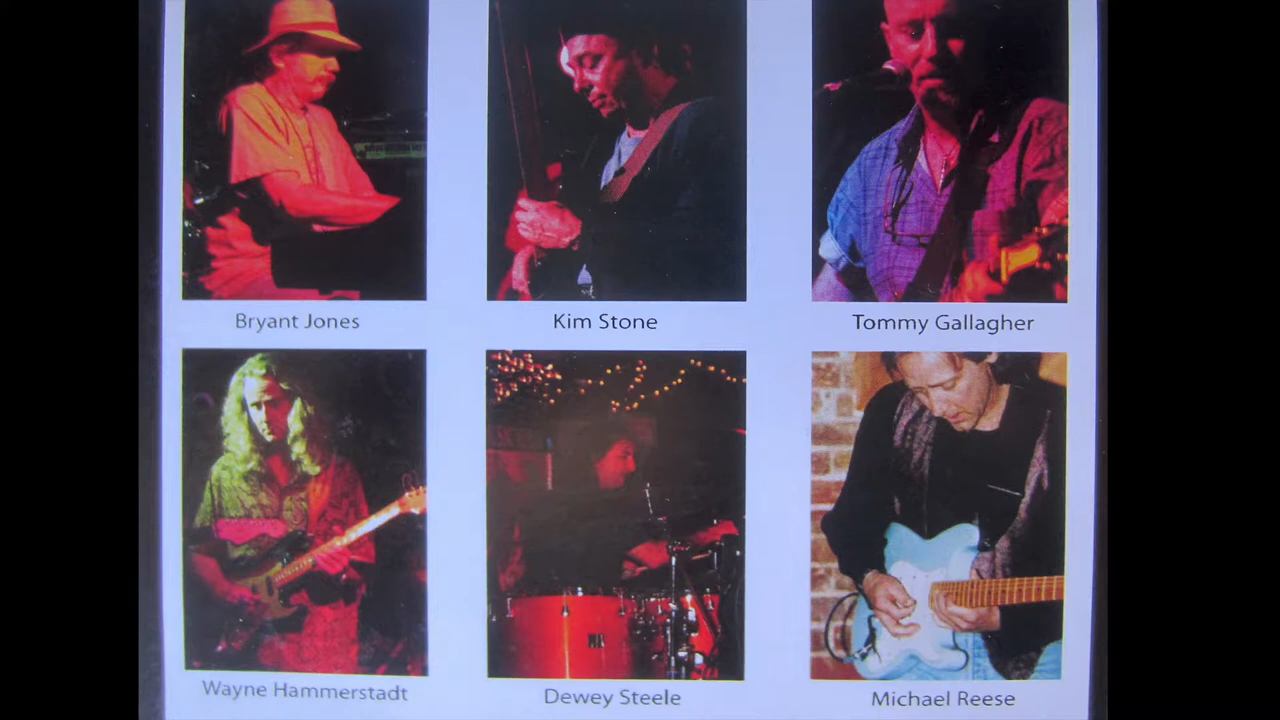 Bryant Jones
Kim Stone
Tommy Gallagher
Wayne Hammerstadt
Dewey Steele
Michael Reese